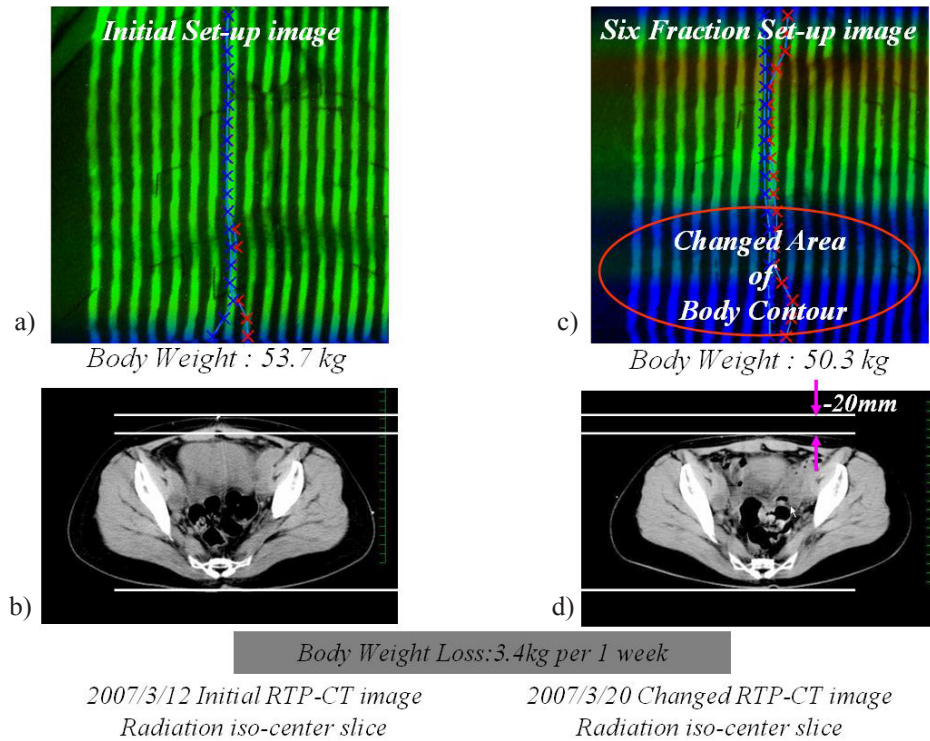 Initial Set-up image
Six Fraction Set-up image
Changed Area
of
Body Contour
a)
c)
Body Weight : 53.7 kg
Body Weight : 50.3 kg
-20mm
b)
d)
Body Weight Loss:3.4kg per 1 week
2007/3/12 Initial RTP-CT image
Radiation iso-center slice
2007/3/20 Changed RTP-CT image
Radiation iso-center slice